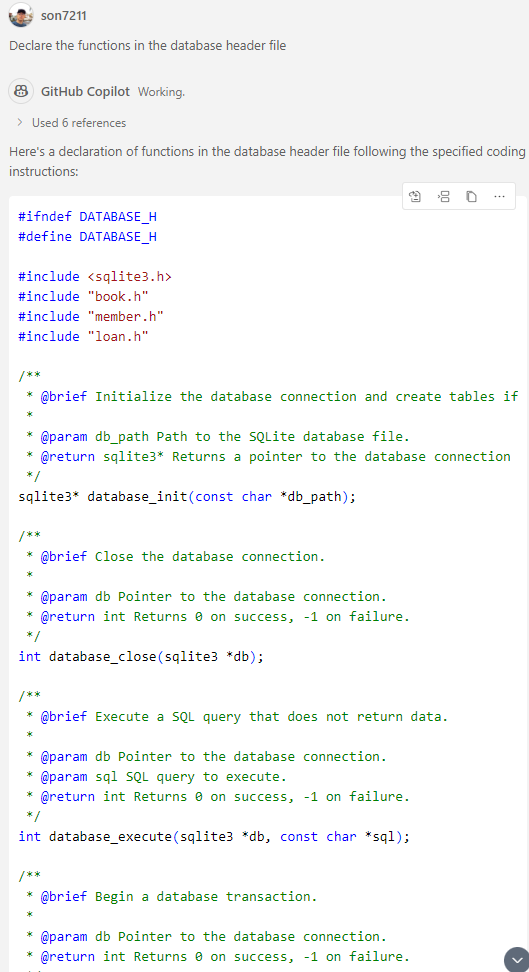 son7211
Declare the functions in the database header file
GitHub Copilot Working.
Used 6 references
Here's a declaration of functions in the database header file following the specified coding
instructions:
#ifndef DATABASE_H
#define DATABASE_H
#include <sqlite3.h>
#include "book.h"
#include "member.h"
#include "loan.h"
/**
 * @brief Initialize the database connection and create tables if
 *
 * @param db_path Path to the SQLite database file.
 * @return sqlite3* Returns a pointer to the database connection
 */
sqlite3* database_init(const char *db_path);
/**
 * @brief Close the database connection.
 *
 * @param db Pointer to the database connection.
 * @return int Returns 0 on success, -1 on failure.
 */
int database_close(sqlite3 *db);
/**
 * @brief Execute a SQL query that does not return data.
 *
 * @param db Pointer to the database connection.
 * @param sql SQL query to execute.
 * @return int Returns 0 on success, -1 on failure.
 */
int database_execute(sqlite3 *db, const char *sql);
/**
 * @brief Begin a database transaction.
 *
 * @param db Pointer to the database connection.
 * @return int Returns 0 on success, -1 on failure.